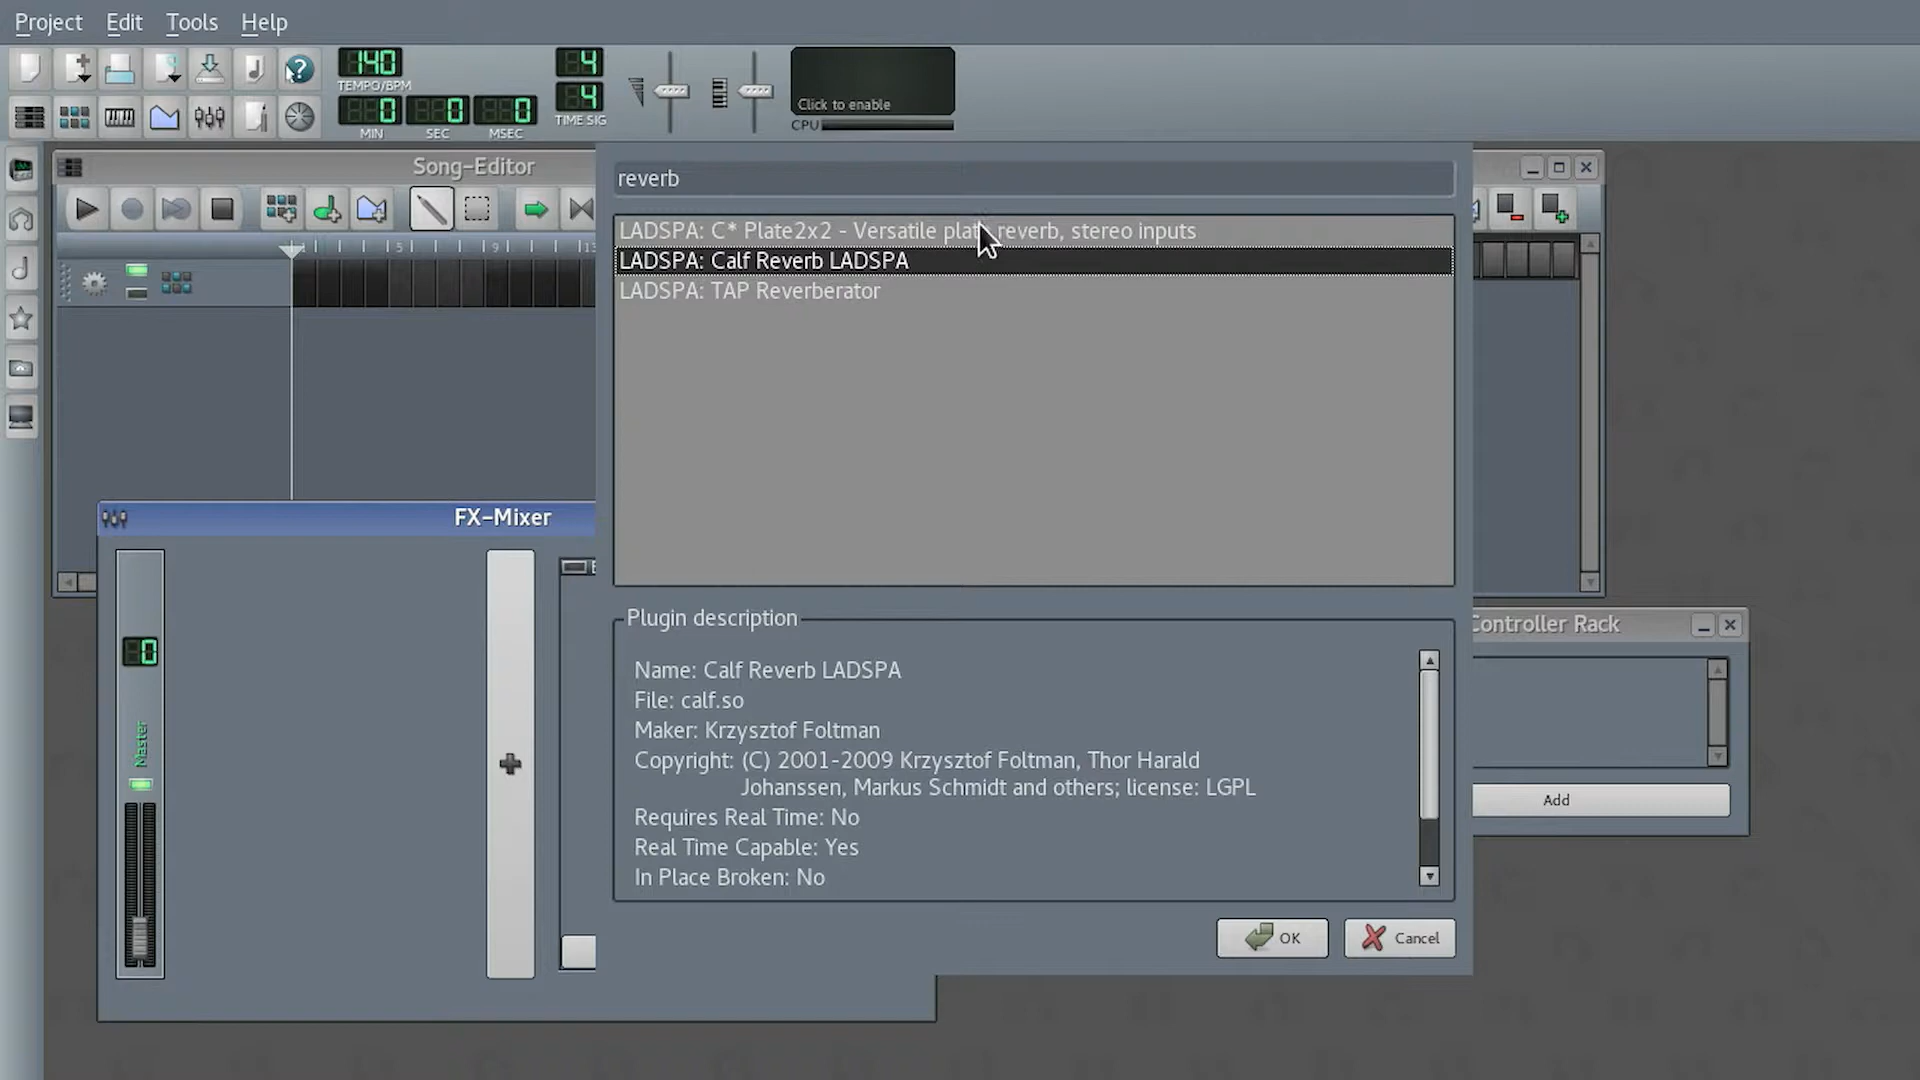 Project Edit Tools Help
140
TEMPO/BPM
4
4
TIME SIG
0 0 0
MIN SEC MSEC
Click to enable
CPU
Song-Editor
5 9 13
reverb
LADSPA: C* Plate2x2 - Versatile plate reverb, stereo inputs
LADSPA: Calf Reverb LADSPA
LADSPA: TAP Reverberator
FX-Mixer
0
Master
Plugin description
Name: Calf Reverb LADSPA
File: calf.so
Maker: Krzysztof Foltman
Copyright: (C) 2001-2009 Krzysztof Foltman, Thor Harald
Johanssen, Markus Schmidt and others; license: LGPL
Requires Real Time: No
Real Time Capable: Yes
In Place Broken: No
OK Cancel
Controller Rack
Add